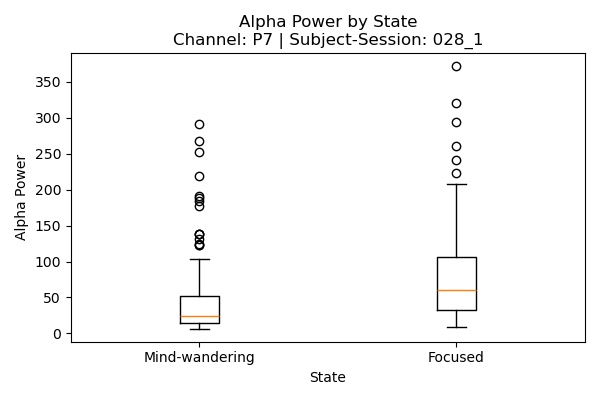 Alpha Power by State
Channel: P7 | Subject-Session: 028_1
Alpha Power
350
300
250
200
150
100
50
0
Mind-wandering
Focused
State